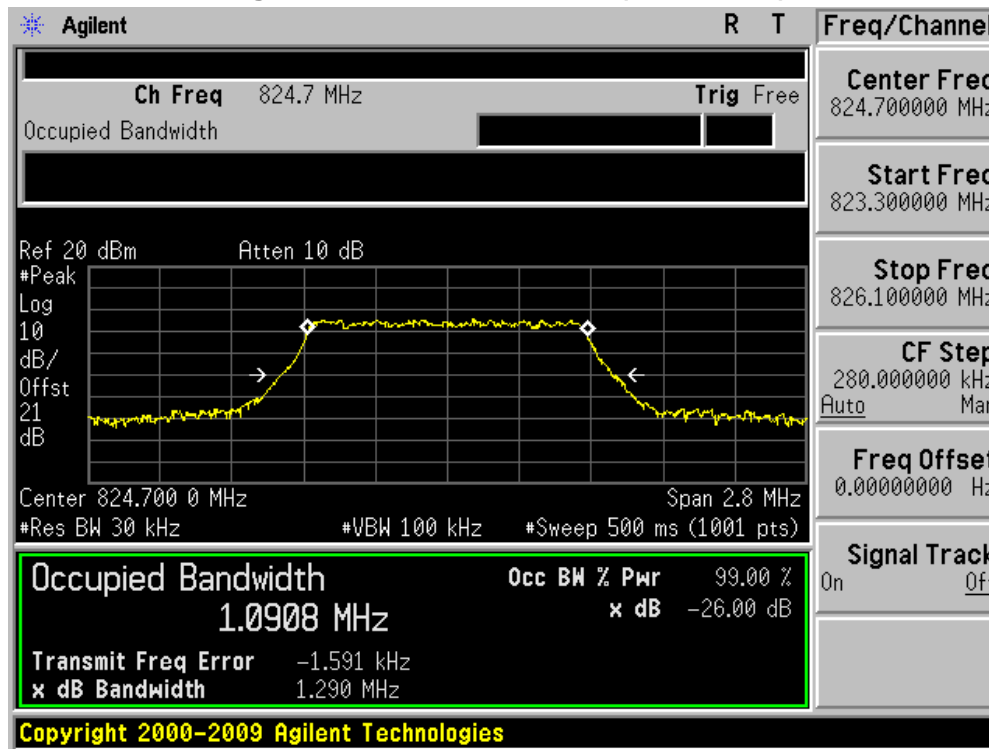 Agilent R T Freq/Channel
Ch Freq 824.7 MHz Trig Free
Occupied Bandwidth
Center Freq
824.700000 MHz
Start Freq
823.300000 MHz
Stop Freq
826.100000 MHz
CF Step
280.000000 kHz
Auto Man
Freq Offset
0.00000000 Hz
Signal Track
On Off
Ref 20 dBm Atten 10 dB
#Peak
Log
10
dB/
Offst
21
dB
Center 824.700 0 MHz Span 2.8 MHz
#Res BW 30 kHz #VBW 100 kHz #Sweep 500 ms (1001 pts)
Occupied Bandwidth Occ BW % Pwr 99.00 %
1.0908 MHz x dB -26.00 dB
Transmit Freq Error -1.591 kHz
x dB Bandwidth 1.290 MHz
Copyright 2000-2009 Agilent Technologies